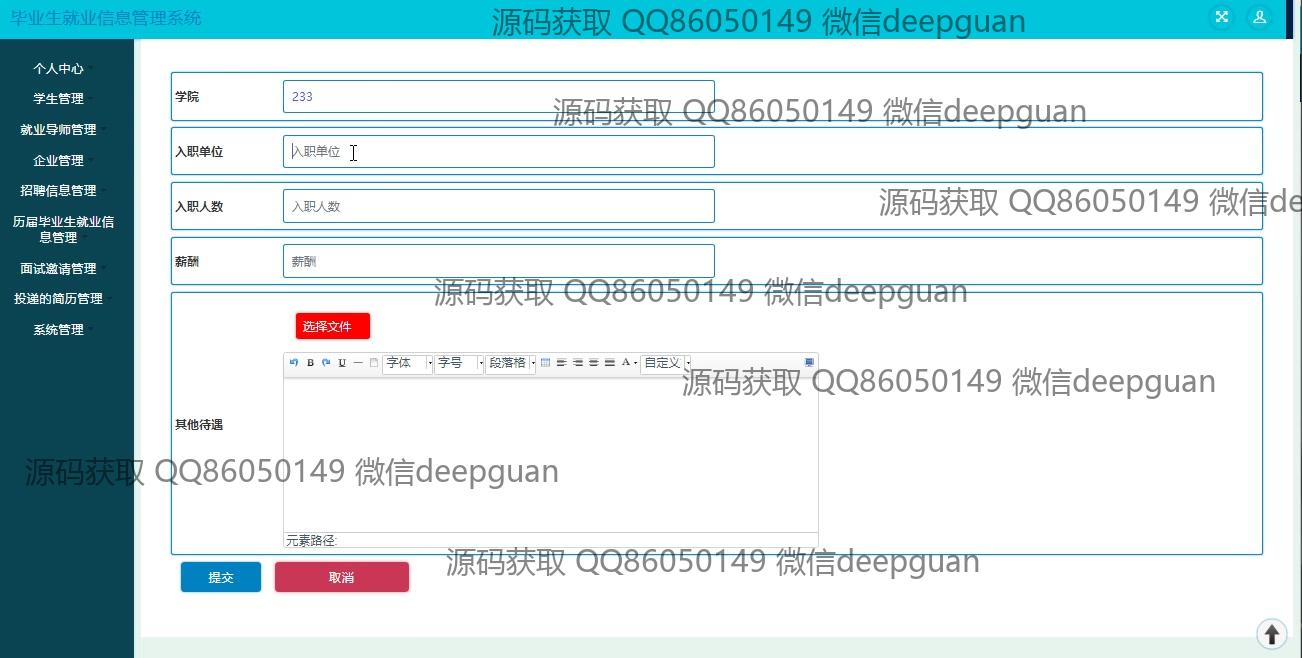 毕业生就业信息管理系统
源码获取 QQ86050149 微信deepguan
个人中心
学生管理
就业导师管理
企业管理
招聘信息管理
历届毕业生就业信
息管理
面试邀请管理
投递的简历管理
系统管理
学院
233
源码获取 QQ86050149 微信deepguan
入职单位
入职单位
入职人数
入职人数
源码获取 QQ86050149 微信de
薪酬
薪酬
源码获取 QQ86050149 微信deepguan
选择文件
B
U
字体
字号
段落格
A
自定义
源码获取 QQ86050149 微信deepguan
其他待遇
源码获取 QQ86050149 微信deepguan
元素路径:
源码获取 QQ86050149 微信deepguan
提交
取消